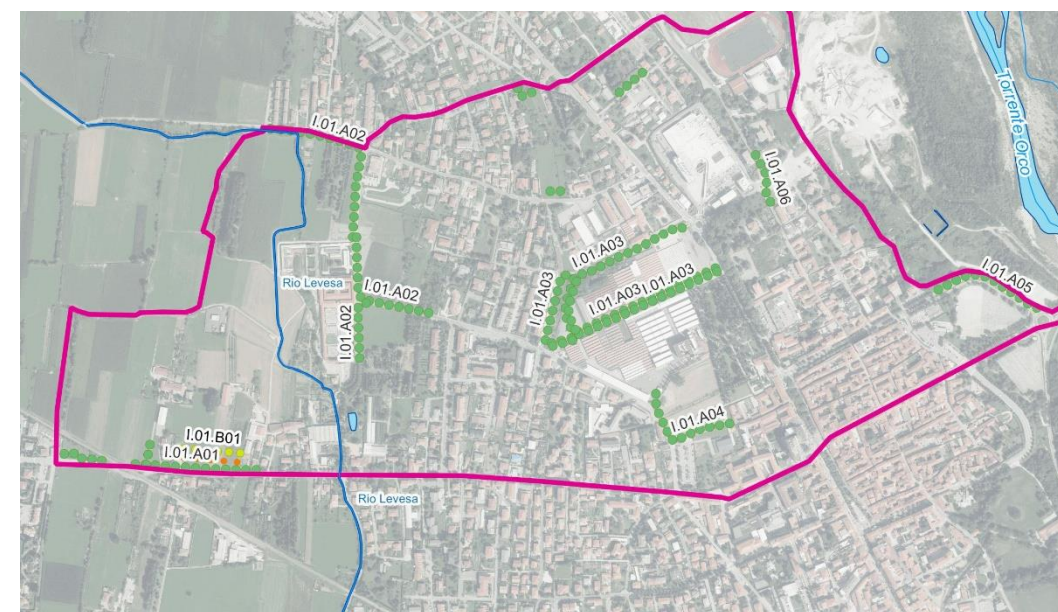 Torrente Orco
I.01.A02
I.01.A06
I.01.A03
I.01.A05
Rio Levesa
I.01.A02
I.01.A03
I.01.A03
I.01.A03
I.01.A02
I.01.A04
I.01.B01
I.01.A01
Rio Levesa